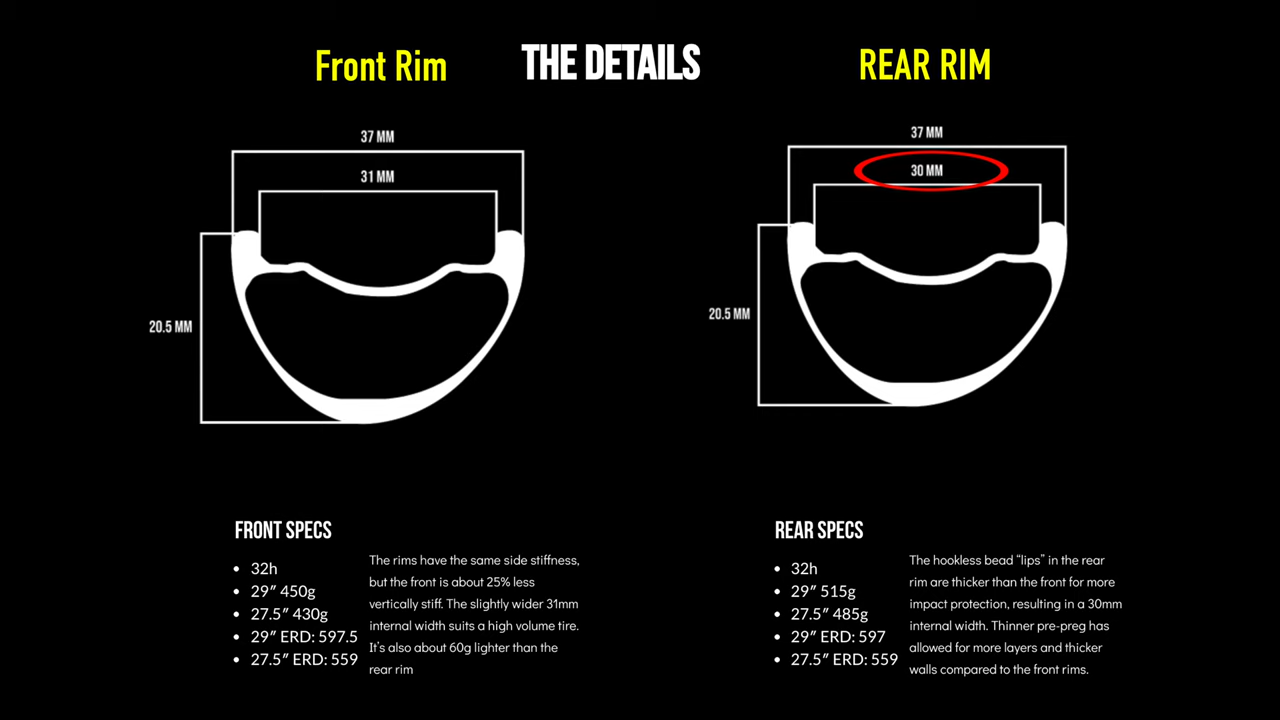 Front Rim
THE DETAILS
REAR RIM
37 MM
31 MM
20.5 MM
37 MM
30 MM
20.5 MM
FRONT SPECS
• 32h
• 29″ 450g
• 27.5″ 430g
• 29″ ERD: 597.5
• 27.5″ ERD: 559
The rims have the same side stiffness,
but the front is about 25% less
vertically stiff. The slightly wider 31mm
internal width suits a high volume tire.
It’s also about 60g lighter than the
rear rim
REAR SPECS
• 32h
• 29″ 515g
• 27.5″ 485g
• 29″ ERD: 597
• 27.5″ ERD: 559
The hookless bead “lips” in the rear
rim are thicker than the front for more
impact protection, resulting in a 30mm
internal width. Thinner pre-preg has
allowed for more layers and thicker
walls compared to the front rims.